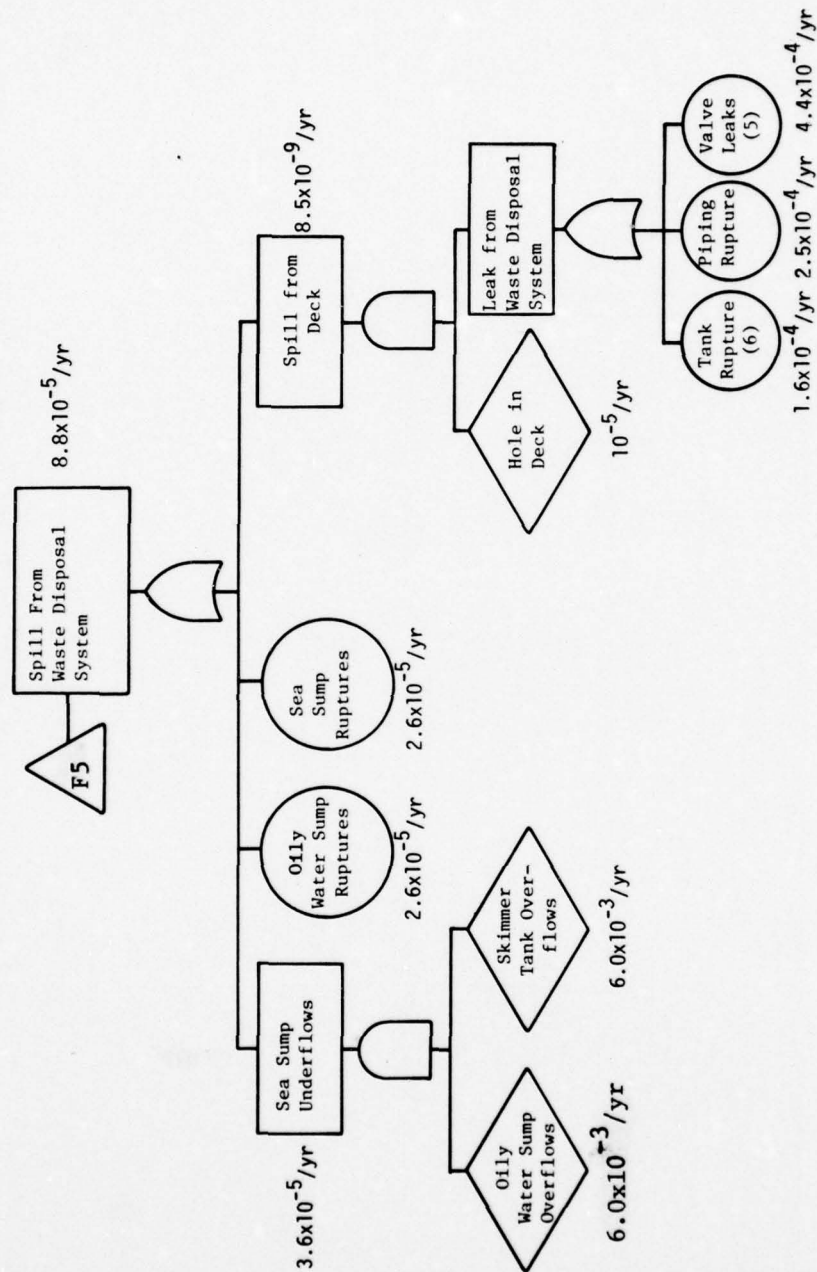 F5
Spill From
Waste Disposal
System
8.8x10⁻⁵/yr
3.6x10⁻⁵/yr
Sea Sump
Underflows
Oily
Water Sump
Ruptures
2.6x10⁻⁵/yr
Sea
Sump
Ruptures
2.6x10⁻⁵/yr
Spill from
Deck
8.5x10⁻⁹/yr
Oily
Water Sump
Overflows
6.0x10⁻³/yr
Skimmer
Tank Over-
flows
6.0x10⁻³/yr
Hole in
Deck
10⁻⁵/yr
Leak from
Waste Disposal
System
Tank
Rupture
(6)
1.6x10⁻⁴/yr
Piping
Rupture
2.5x10⁻⁴/yr
Valve
Leaks
(5)
4.4x10⁻⁴/yr